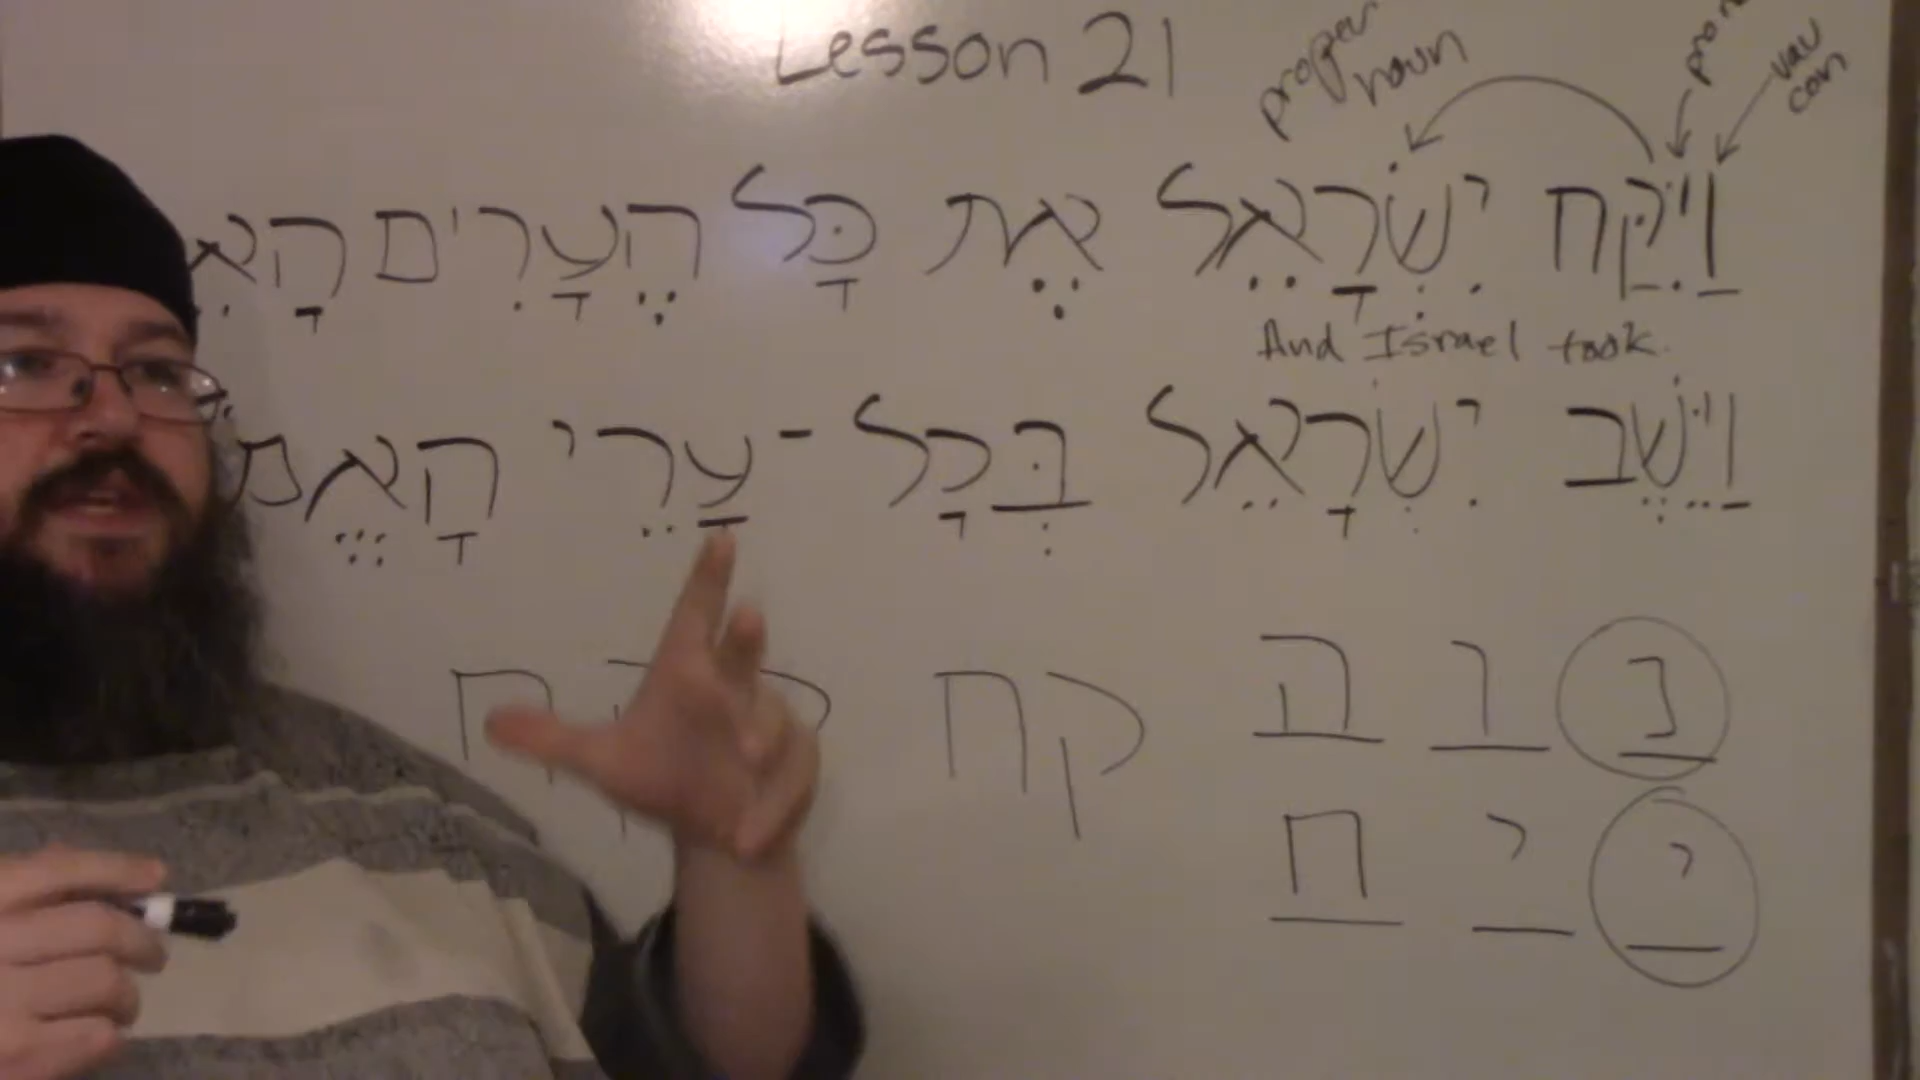 Lesson 21
proper noun
vav con
וַיִּקַּח יִשְׂרָאֵל אֶת כָּל הֶעָרִים
And Israel took
וַיֵּשֶׁב יִשְׂרָאֵל בְּכָל-עָרֵי
נ ו ה
קח
י י ח